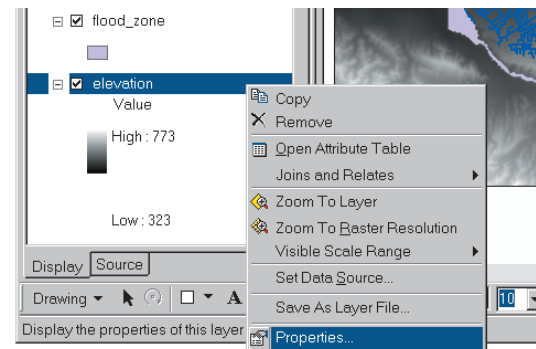 flood_zone
elevation
Value
High : 773
Low : 323
Copy
Remove
Open Attribute Table
Joins and Relates
Zoom To Layer
Zoom To Raster Resolution
Visible Scale Range
Set Data Source...
Save As Layer File...
Properties...
Display Source
Drawing A 10
Display the properties of this layer